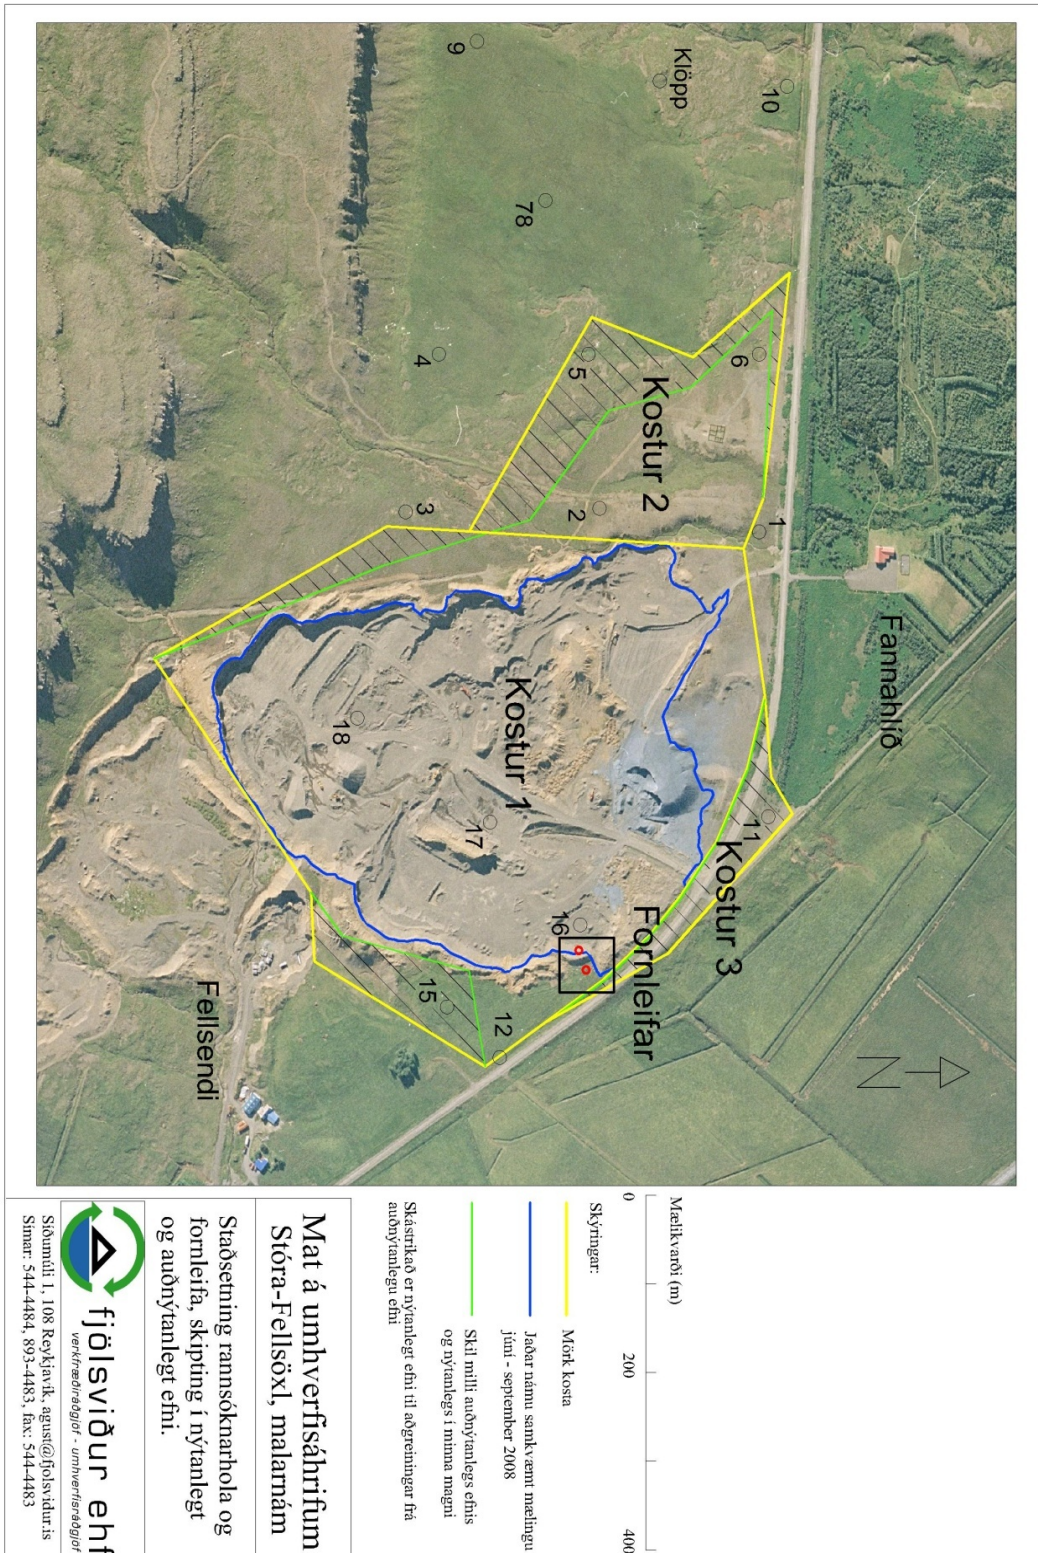 9
Klöpp
10
78
4
5
6
Kostur 2
3
2
1
Fannahlíð
Kostur 1
18
17
11
Kostur 3
16
Fornleifar
15
12
Fellsendi
N
Mælikvarði (m)
0
200
400
Skýringar:
Mörk kosta
Jaðar námu samkvæmt mælingu
júní - september 2008
Skil milli auðnýtanlegs efnis
og nýtanlegs í minna magni
Skástrikað er nýtanlegt efni til aðgreiningar frá
auðnýtanlegu efni
Mat á umhverfisáhrifum
Stóra-Fellsöxl, malarnám
Staðsetning rannsóknarhola og
fornleifa, skipting í nýtanlegt
og auðnýtanlegt efni.
fjölsviður ehf
verkfræðiráðgjöf - umhverfisráðgjöf
Síðumúli 1, 108 Reykjavík, agust@fjolsvidur.is
Símar: 544-4484, 893-4483, fax: 544-4483